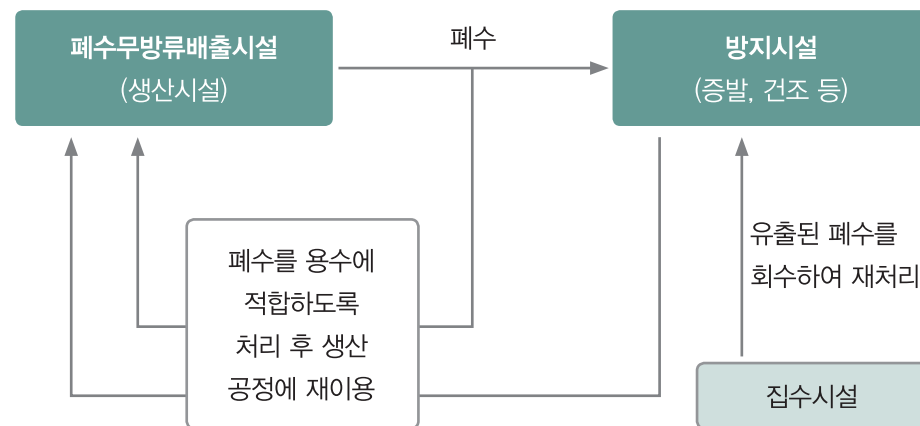 폐수무방류배출시설
(생산시설)
폐수
방지시설
(증발, 건조 등)
폐수를 용수에
적합하도록
처리 후 생산
공정에 재이용
유출된 폐수를
회수하여 재처리
집수시설